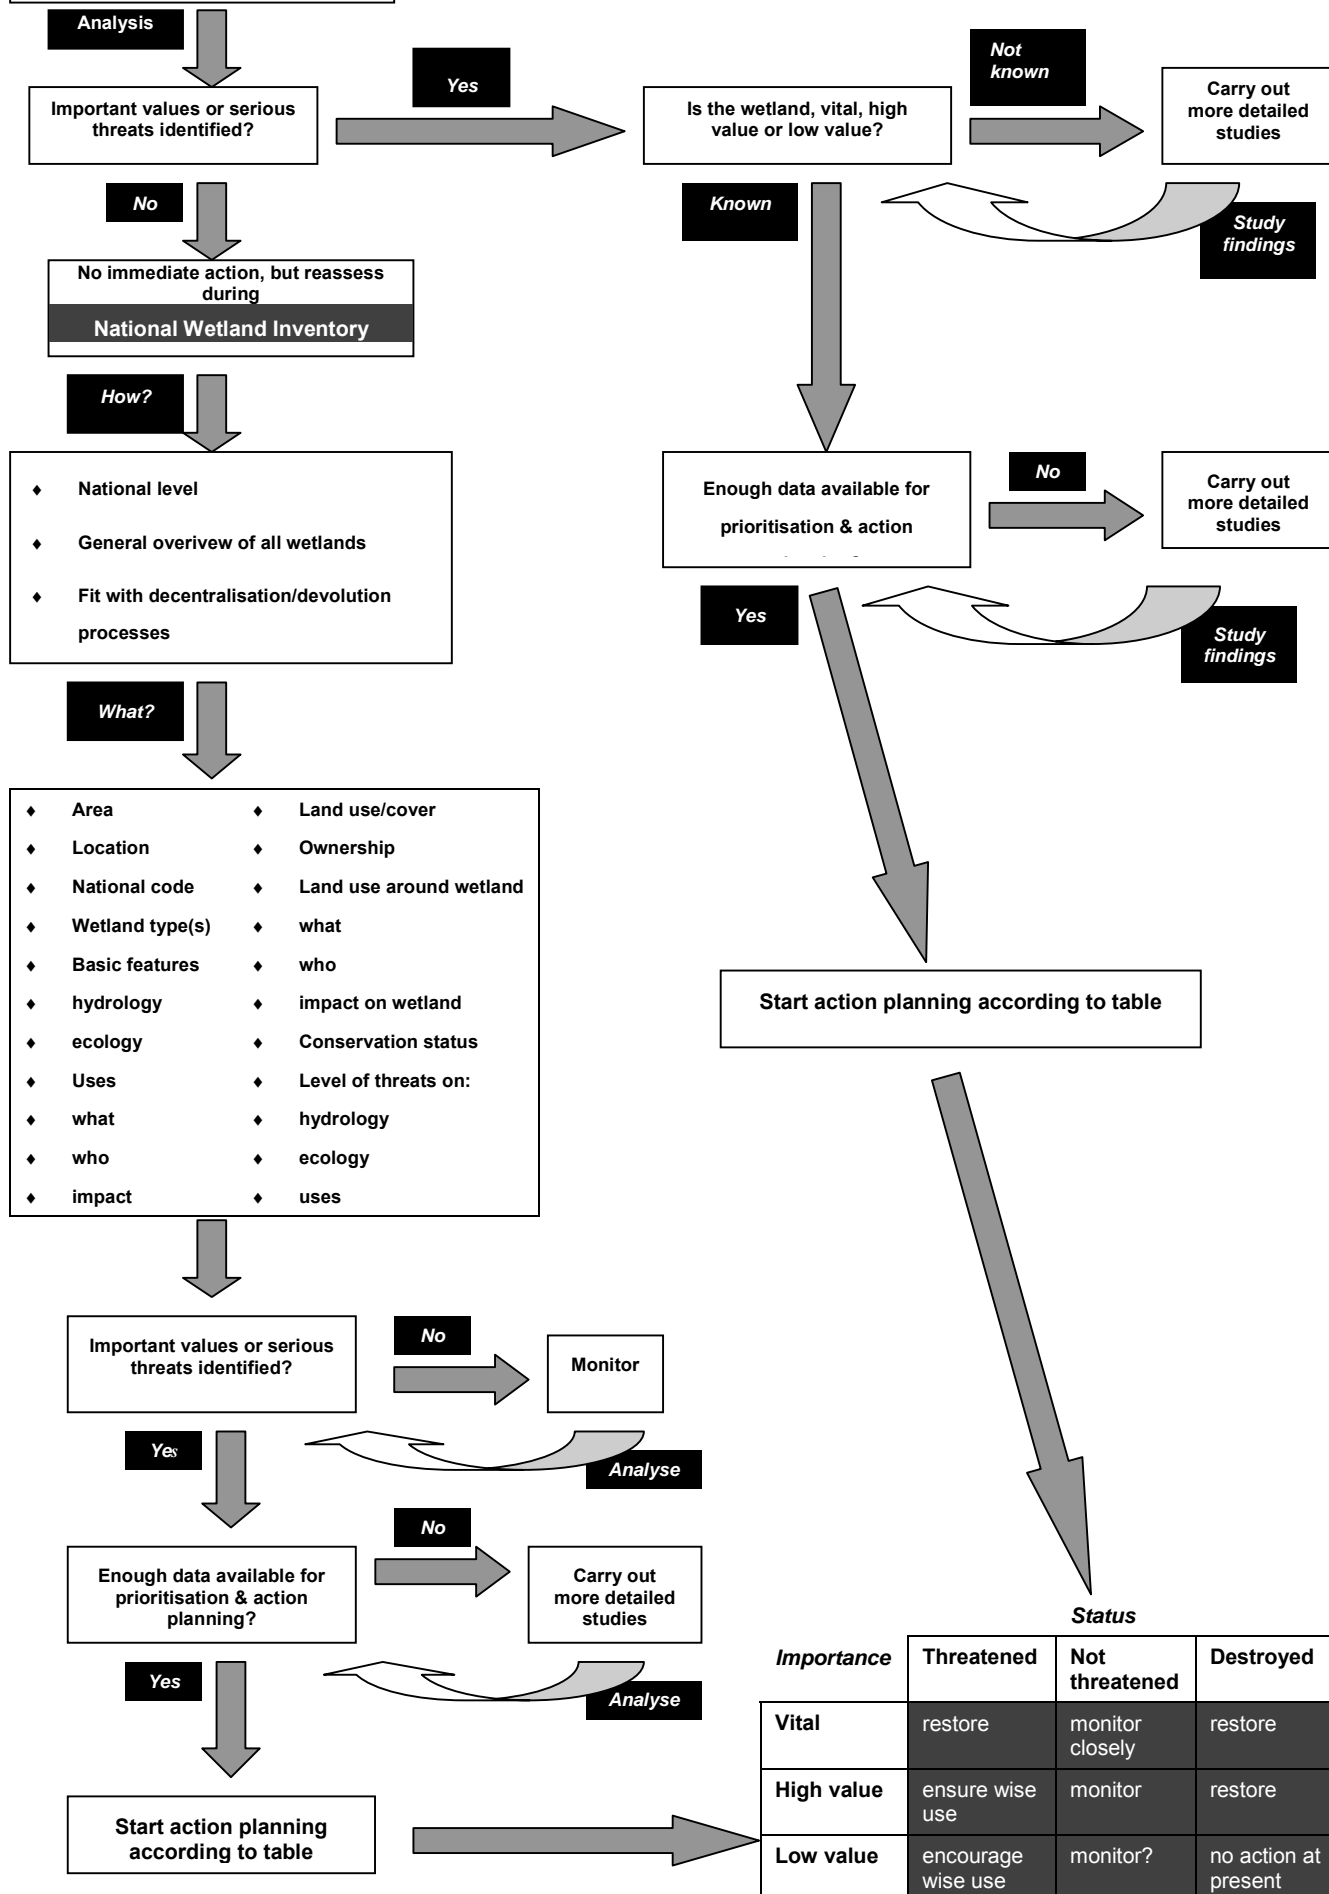 Analysis
Yes
Not
known
Important values or serious
threats identified?
Is the wetland, vital, high
value or low value?
Carry out
more detailed
studies
No
Known
Study
findings
No immediate action, but reassess
during
National Wetland Inventory
How?
♦ National level
♦ General overivew of all wetlands
♦ Fit with decentralisation/devolution
processes
Enough data available for
prioritisation & action
No
Carry out
more detailed
studies
Yes
Study
findings
What?
♦ Area
♦ Location
♦ National code
♦ Wetland type(s)
♦ Basic features
♦ hydrology
♦ ecology
♦ Uses
♦ what
♦ who
♦ impact
♦ Land use/cover
♦ Ownership
♦ Land use around wetland
♦ what
♦ who
♦ impact on wetland
♦ Conservation status
♦ Level of threats on:
♦ hydrology
♦ ecology
♦ uses
Start action planning according to table
Important values or serious
threats identified?
No
Monitor
Yes
Analyse
Enough data available for
prioritisation & action
planning?
No
Carry out
more detailed
studies
Yes
Analyse
Start action planning
according to table
Status
Importance Threatened Not
threatened Destroyed
Vital restore monitor
closely restore
High value ensure wise
use monitor restore
Low value encourage
wise use monitor? no action at
present